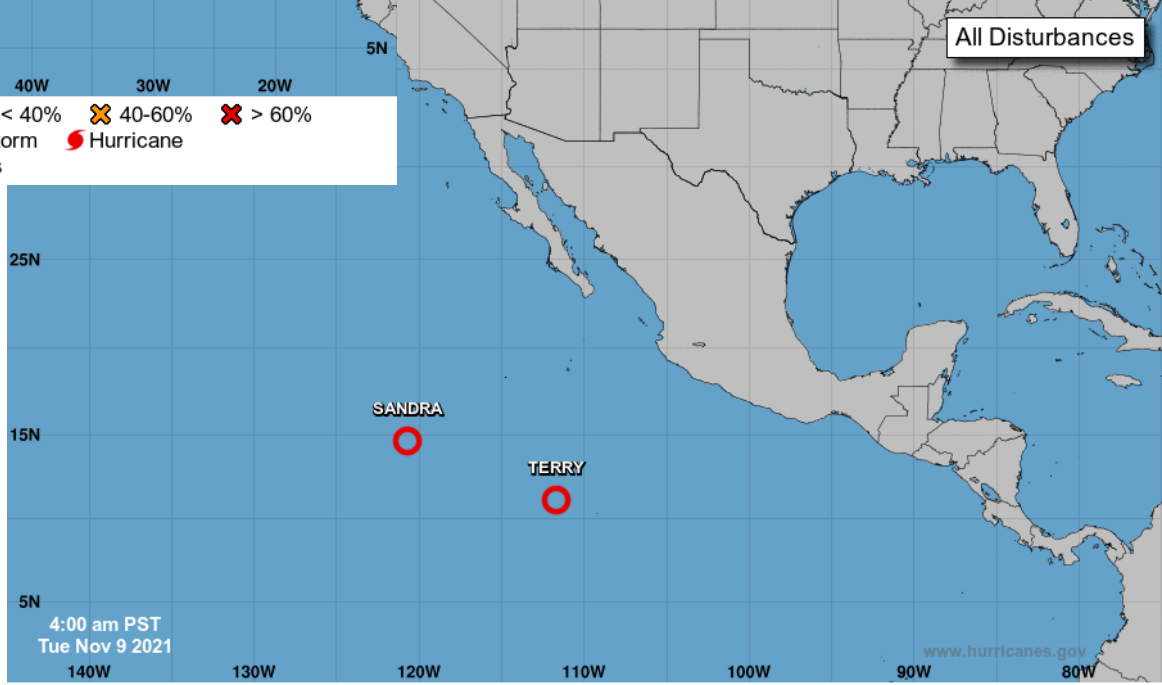 All Disturbances
5N
40W 30W 20W
< 40% 40-60% > 60%
orm Hurricane
s
25N
SANDRA
15N
TERRY
5N
4:00 am PST
Tue Nov 9 2021
www.hurricanes.gov
140W 130W 120W 110W 100W 90W 80W